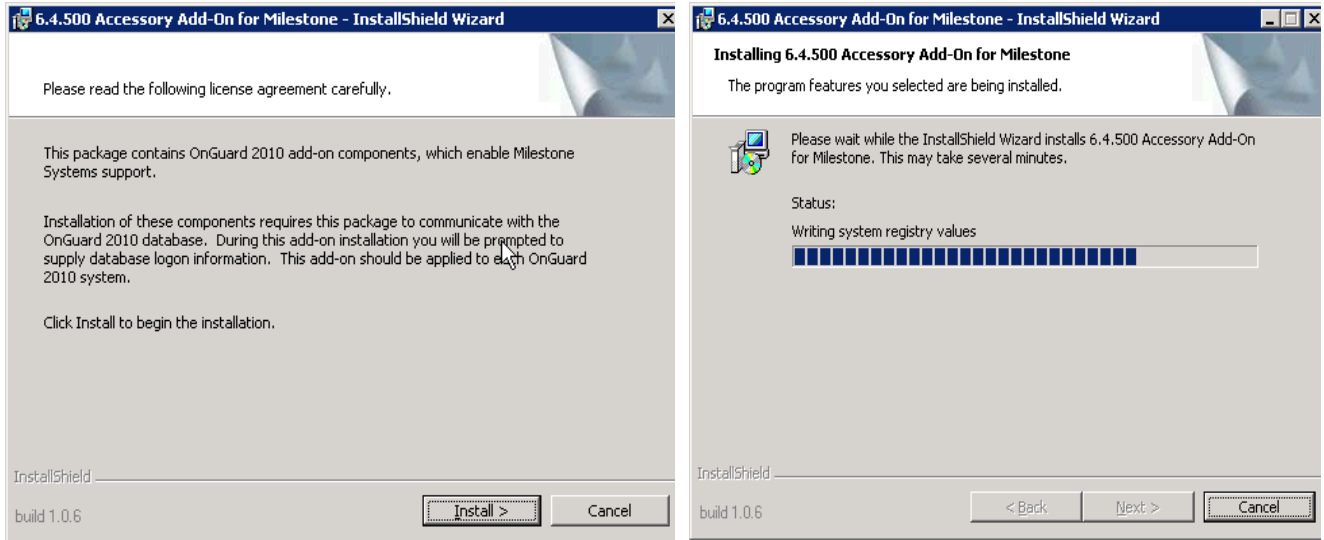 6.4.500 Accessory Add-On for Milestone - InstallShield Wizard
Please read the following license agreement carefully.
This package contains OnGuard 2010 add-on components, which enable Milestone
Systems support.
Installation of these components requires this package to communicate with the
OnGuard 2010 database.  During this add-on installation you will be prompted to
supply database logon information.  This add-on should be applied to each OnGuard
2010 system.
Click Install to begin the installation.
InstallShield
build 1.0.6
Install >
Cancel
6.4.500 Accessory Add-On for Milestone - InstallShield Wizard
Installing 6.4.500 Accessory Add-On for Milestone
The program features you selected are being installed.
Please wait while the InstallShield Wizard installs 6.4.500 Accessory Add-On
for Milestone. This may take several minutes.
Status:
Writing system registry values
InstallShield
build 1.0.6
< Back
Next >
Cancel